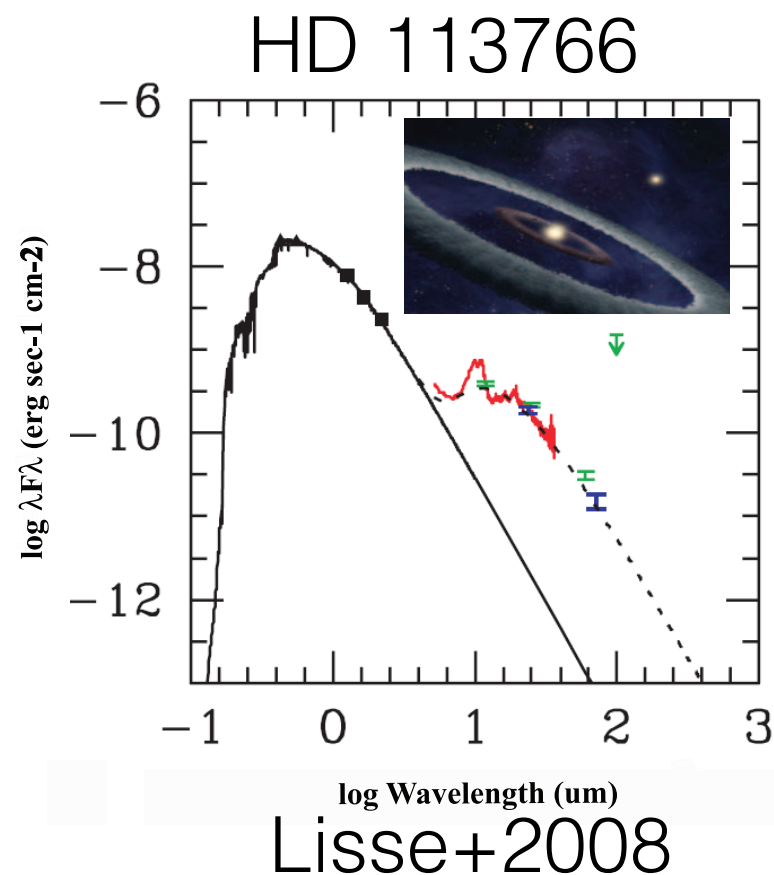 HD 113766
−6
−8
−10
−12
log λFλ (erg sec-1 cm-2)
−1 0 1 2 3
log Wavelength (um)
Lisse+2008